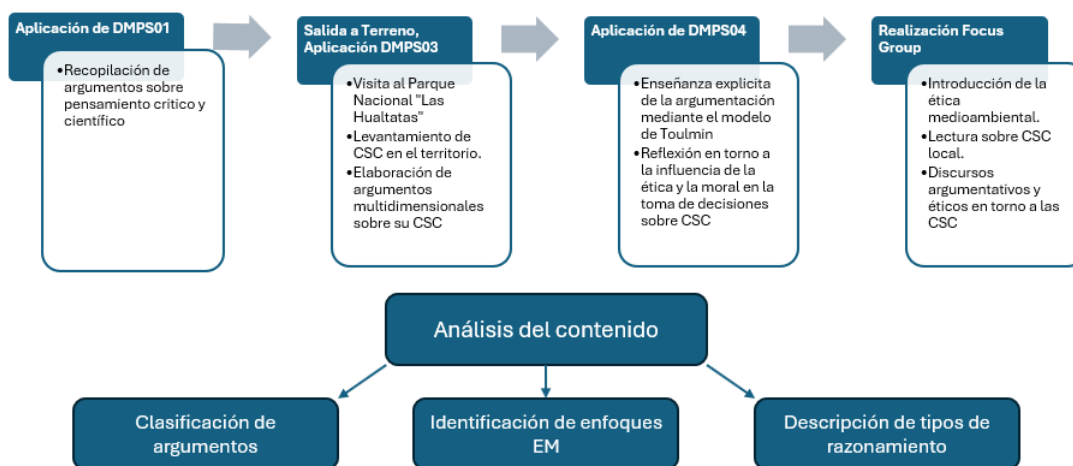 Aplicación de DMPS01
•Recopilación de
argumentos sobre
pensamiento critico y
científico
Salida a Terreno,
Aplicación DMPS03
•Visita al Parque
Nacional "Las
Hualtatas"
•Levantamiento de
CSC en el territorio.
•Elaboración de
argumentos
multidimensionales
sobre su CSC
Aplicación de DMPS04
•Enseñanza explicita
de la argumentación
mediante el modelo
de Toulmin
•Reflexión en torno a
la influencia de la
ética y la moral en la
toma de decisiones
sobre CSC
Realización Focus
Group
•Introducción de la
ética
medioambiental.
•Lectura sobre CSC
local.
•Discursos
argumentativos y
éticos en torno a las
CSC
Análisis del contenido
Clasificación de
argumentos
Identificación de enfoques
EM
Descripción de tipos de
razonamiento